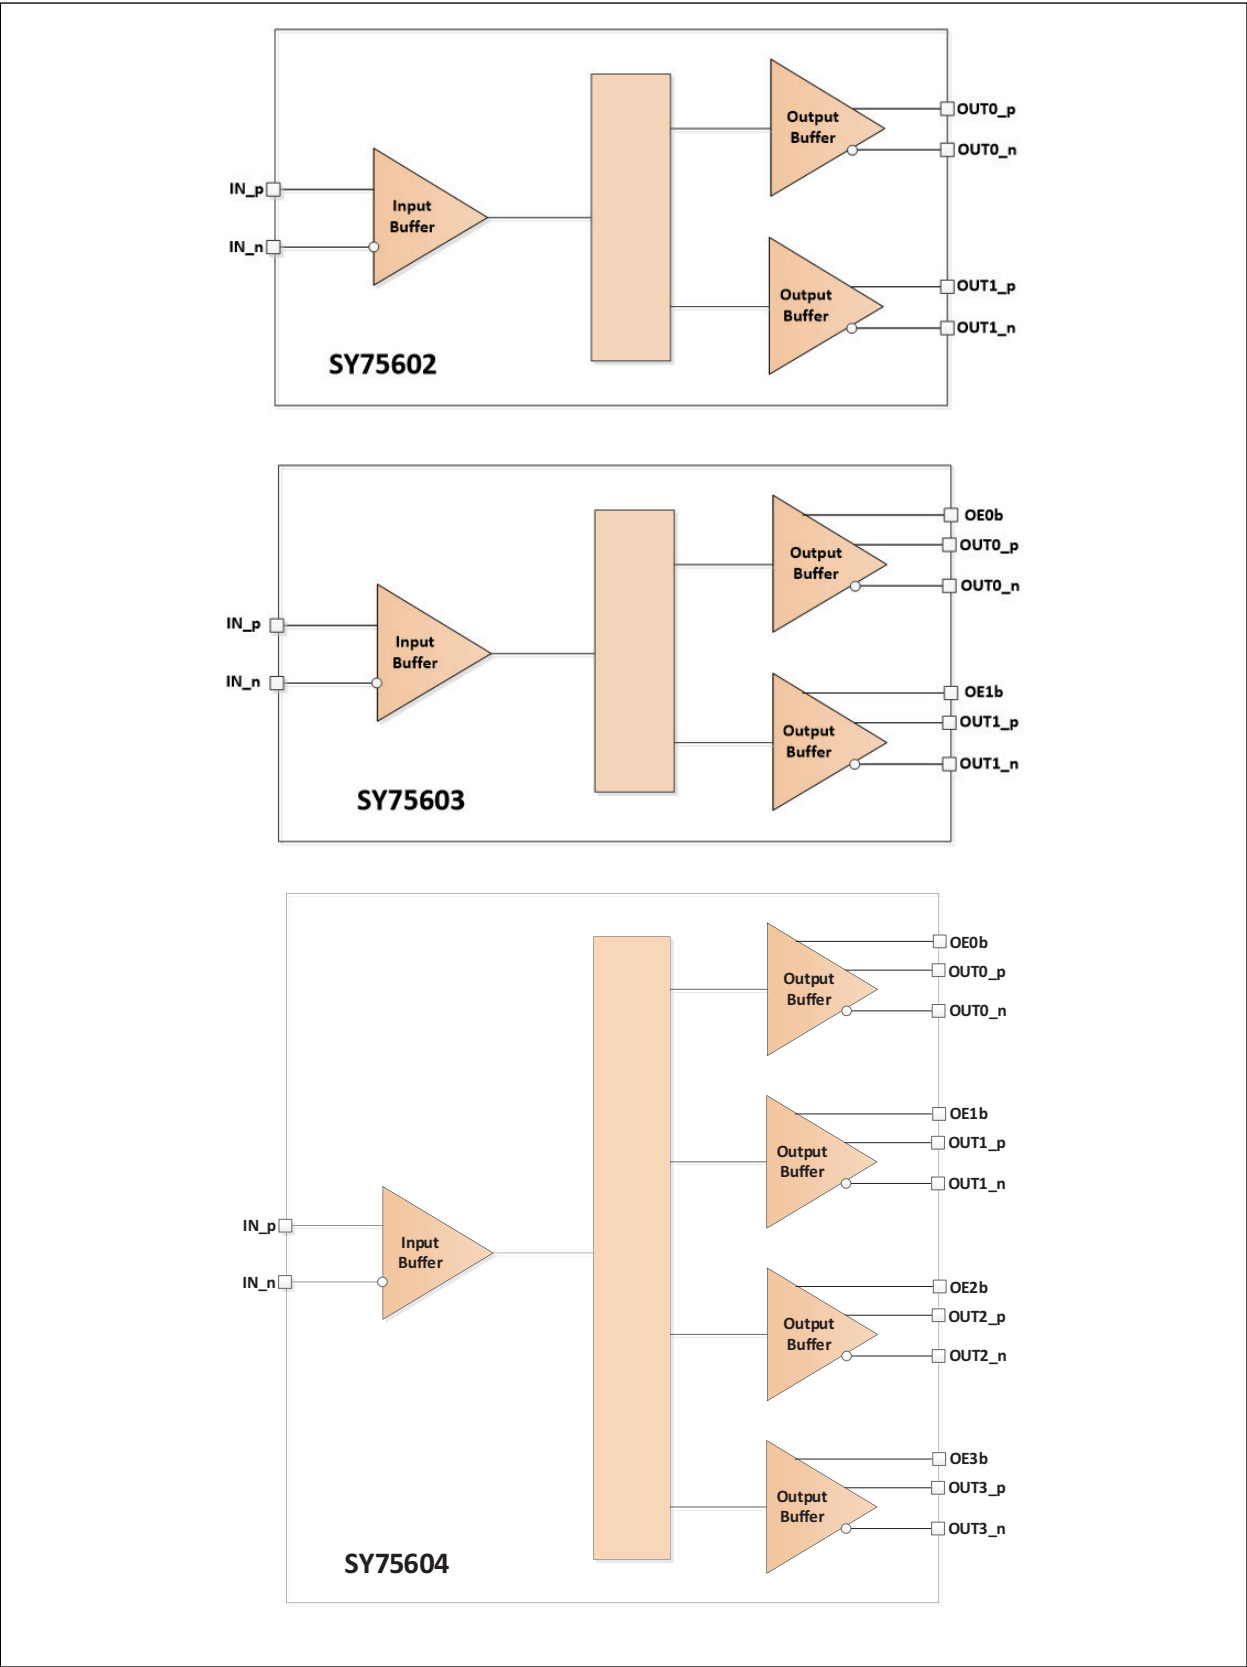 OUT0_p
Output
Buffer
OUT0_n
IN_p
Input
Buffer
IN_n
OUT1_p
Output
Buffer
OUT1_n
SY75602
OE0b
OUT0_p
Output
Buffer
OUT0_n
IN_p
Input
Buffer
IN_n
OE1b
OUT1_p
Output
Buffer
OUT1_n
SY75603
OE0b
OUT0_p
Output
Buffer
OUT0_n
OE1b
OUT1_p
Output
Buffer
OUT1_n
IN_p
Input
Buffer
IN_n
OE2b
OUT2_p
Output
Buffer
OUT2_n
OE3b
OUT3_p
Output
Buffer
OUT3_n
SY75604